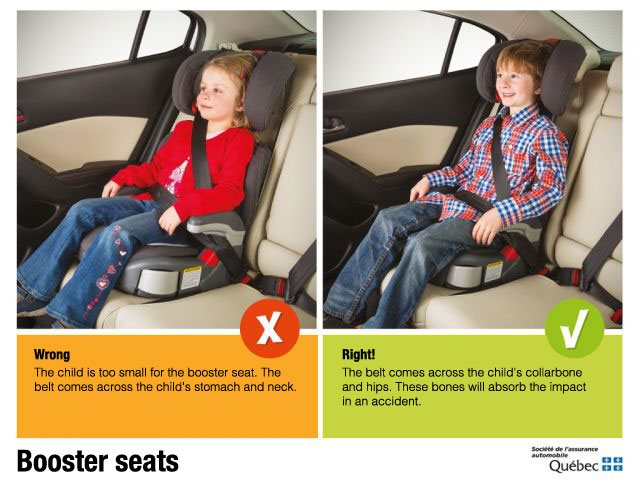 Wrong
The child is too small for the booster seat. The
belt comes across the child's stomach and neck.
Right!
The belt comes across the child's collarbone
and hips. These bones will absorb the impact
in an accident.
Booster seats
Société de l'assurance
automobile
Québec